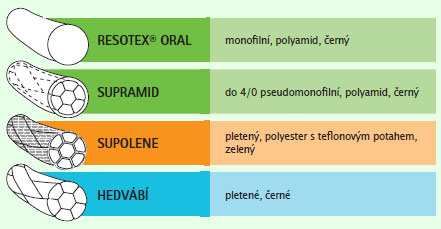 RESOTEX® ORAL
monofilní, polyamid, černý
SUPRAMID
do 4/0 pseudomonofilní, polyamid, černý
SUPOLENE
pletený, polyester s teflonovým potahem,
zelený
HEDVÁBÍ
pletené, černé